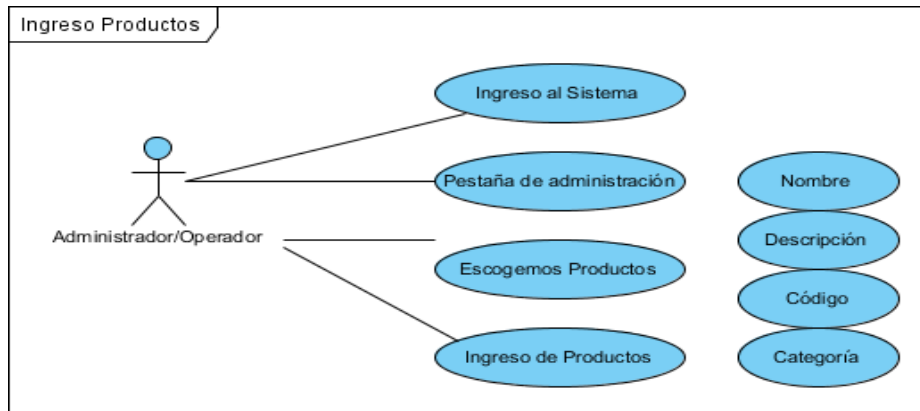 Ingreso Productos
Ingreso al Sistema
Pestaña de administración
Nombre
Administrador/Operador
Descripción
Escogemos Productos
Código
Ingreso de Productos
Categoría